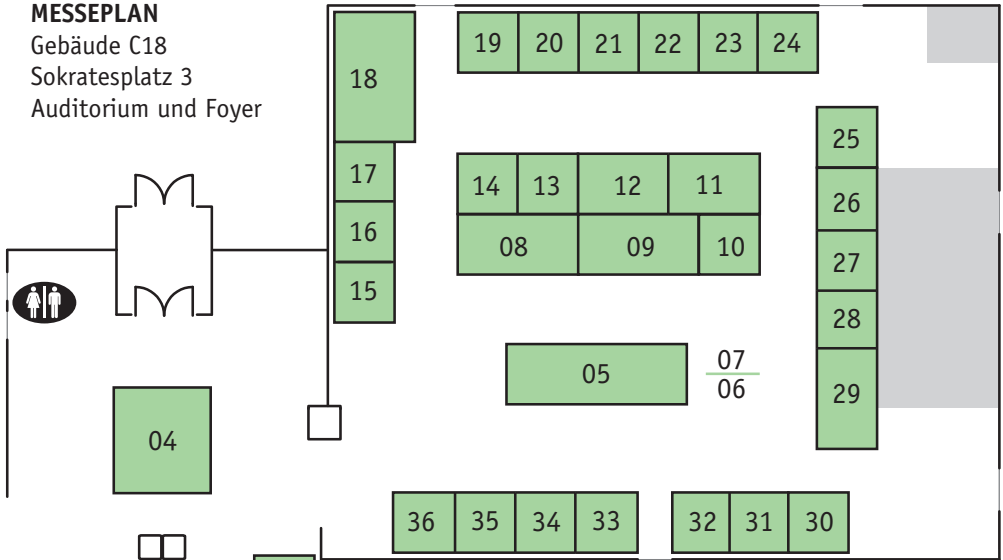 MESSEPLAN
Gebäude C18
Sokratesplatz 3
Auditorium und Foyer
18
19 20 21 22 23 24
17
16
15
14 13 12 11
08 09 10
25
26
27
28
29
05
07
06
04
36 35 34 33 32 31 30